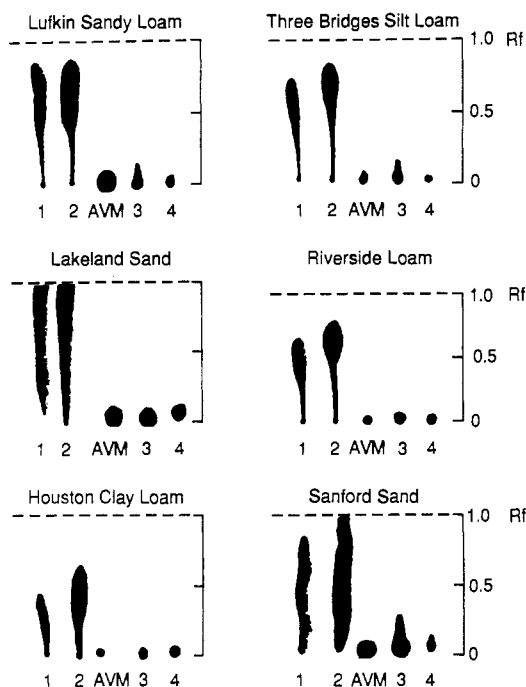 Lufkin Sandy Loam
1 2 AVM 3 4
Three Bridges Silt Loam
1.0 Rf
0.5
0
1 2 AVM 3 4
Lakeland Sand
1 2 AVM 3 4
Riverside Loam
1.0 Rf
0.5
0
1 2 AVM 3 4
Houston Clay Loam
1 2 AVM 3 4
Sanford Sand
1.0 Rf
0.5
0
1 2 AVM 3 4